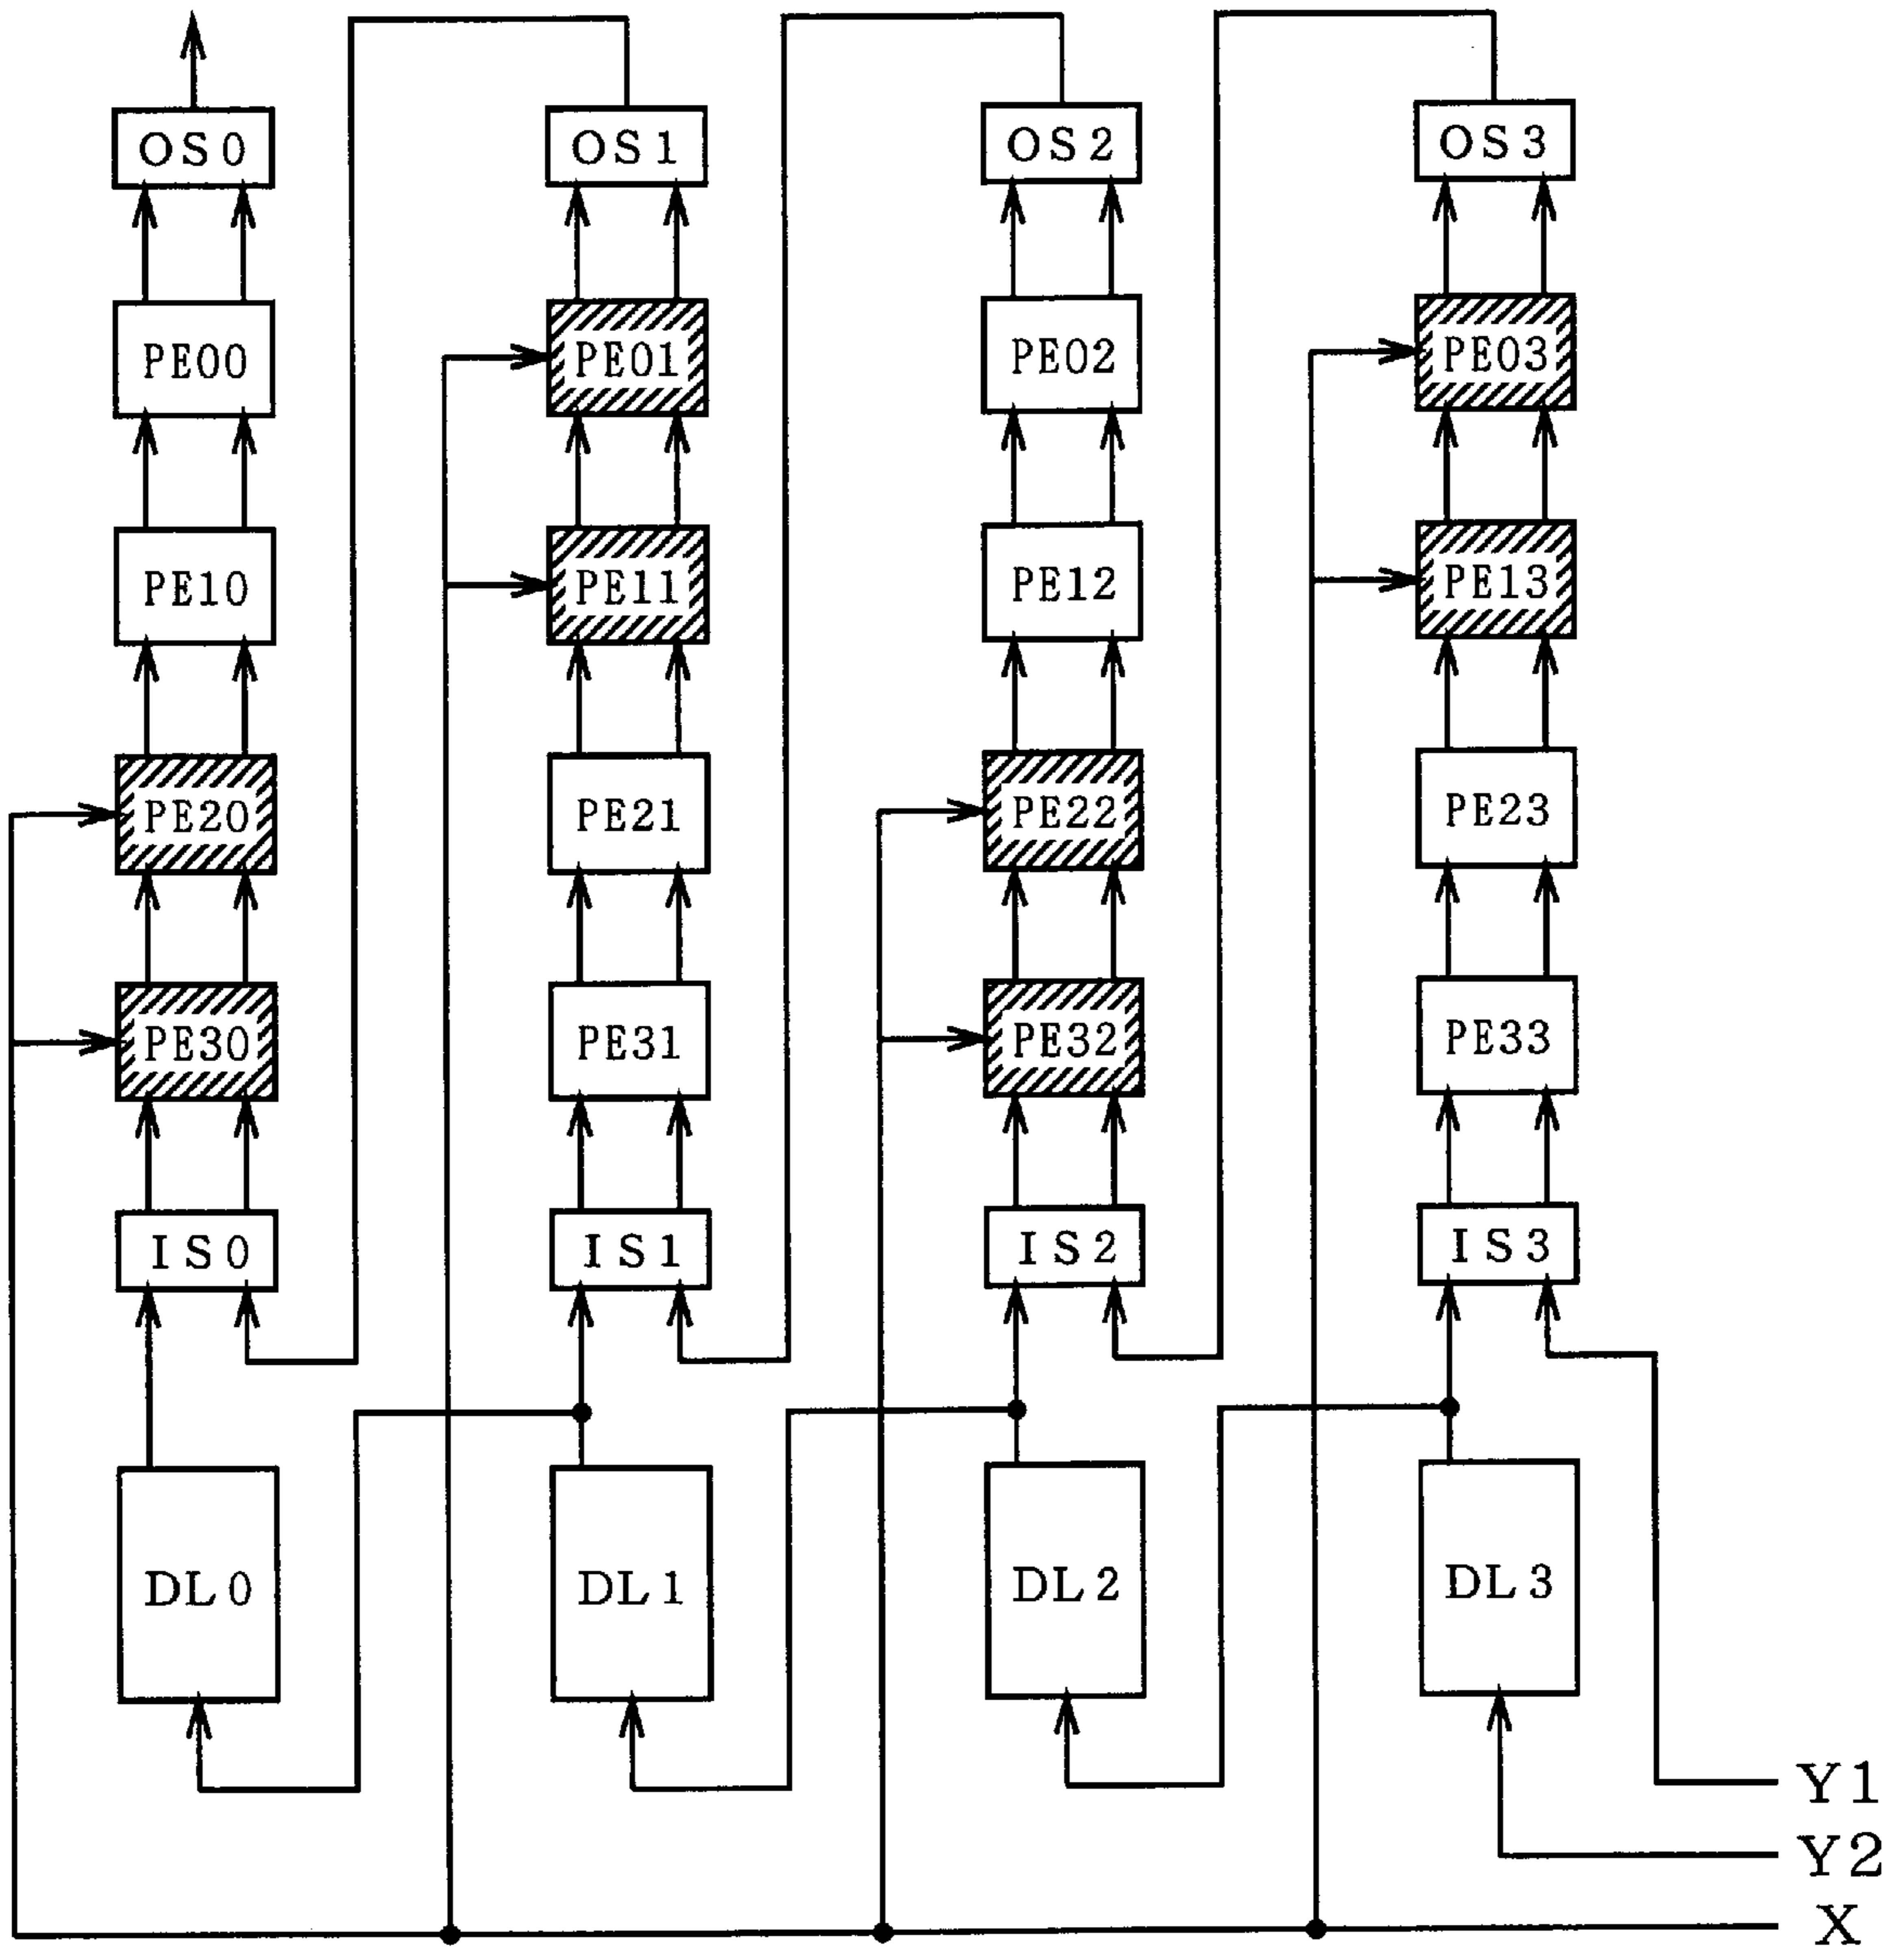 OS0 OS1 OS2 OS3
PE00 PE01 PE02 PE03
PE10 PE11 PE12 PE13
PE20 PE21 PE22 PE23
PE30 PE31 PE32 PE33
IS0 IS1 IS2 IS3
DL0 DL1 DL2 DL3
Y1
Y2
X